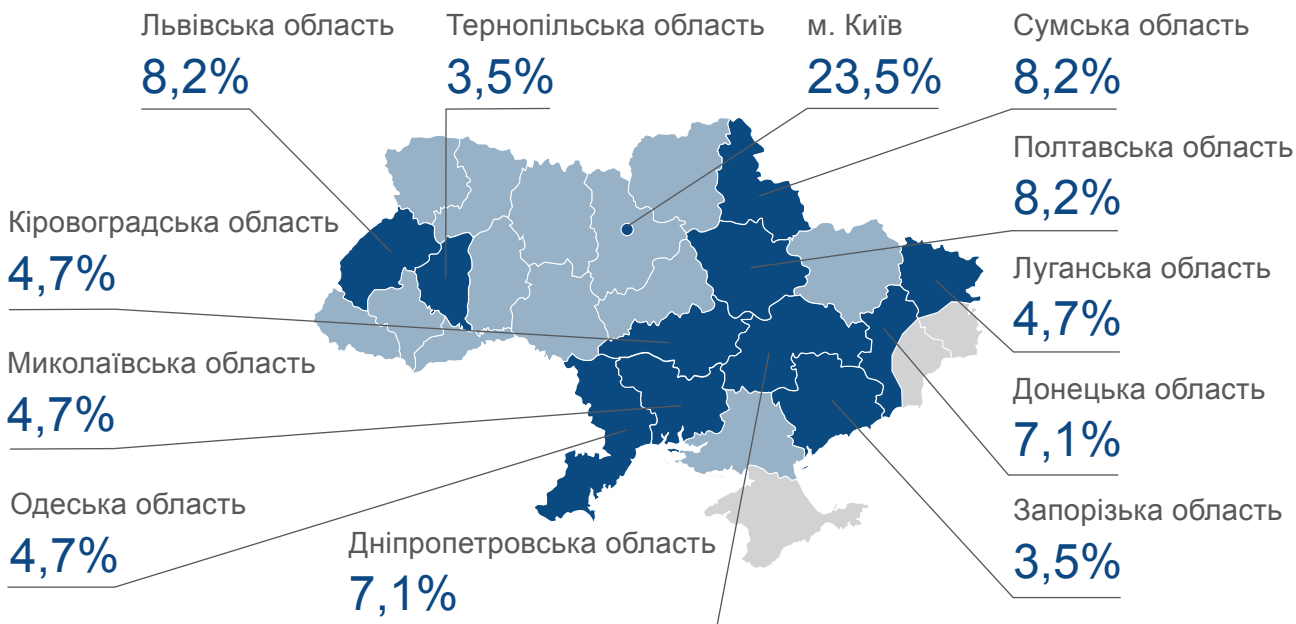 Львівська область
8,2%
Тернопільська область
3,5%
м. Київ
23,5%
Сумська область
8,2%
Полтавська область
8,2%
Кіровоградська область
4,7%
Луганська область
4,7%
Миколаївська область
4,7%
Донецька область
7,1%
Одеська область
4,7%
Запорізька область
3,5%
Дніпропетровська область
7,1%